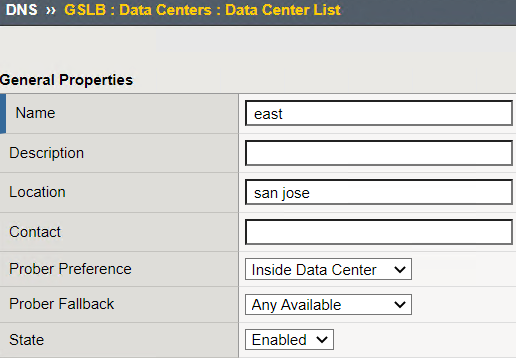 DNS ›› GSLB : Data Centers : Data Center List
General Properties
Name east
Description
Location san jose
Contact
Prober Preference Inside Data Center
Prober Fallback Any Available
State Enabled